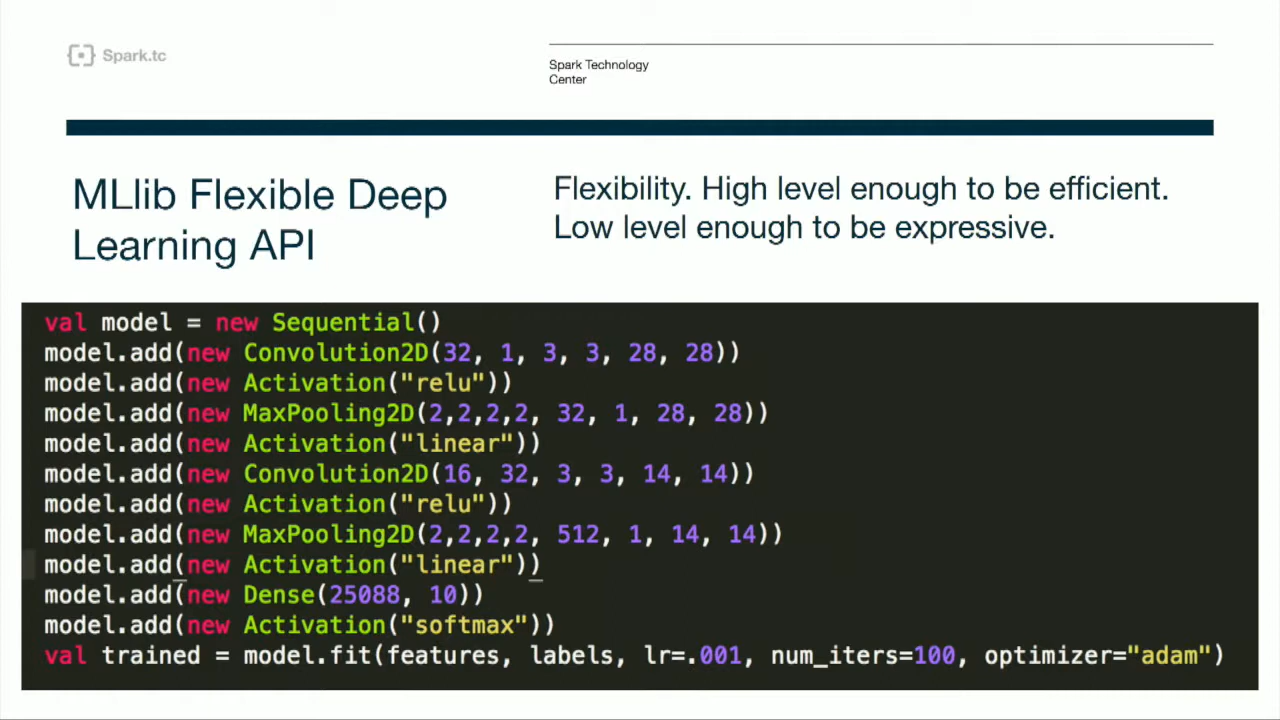 Spark.tc
Spark Technology
Center
MLlib Flexible Deep
Learning API
Flexibility. High level enough to be efficient.
Low level enough to be expressive.
val model = new Sequential()
model.add(new Convolution2D(32, 1, 3, 3, 28, 28))
model.add(new Activation("relu"))
model.add(new MaxPooling2D(2,2,2,2, 32, 1, 28, 28))
model.add(new Activation("linear"))
model.add(new Convolution2D(16, 32, 3, 3, 14, 14))
model.add(new Activation("relu"))
model.add(new MaxPooling2D(2,2,2,2, 512, 1, 14, 14))
model.add(new Activation("linear"))
model.add(new Dense(25088, 10))
model.add(new Activation("softmax"))
val trained = model.fit(features, labels, lr=.001, num_iters=100, optimizer="adam")